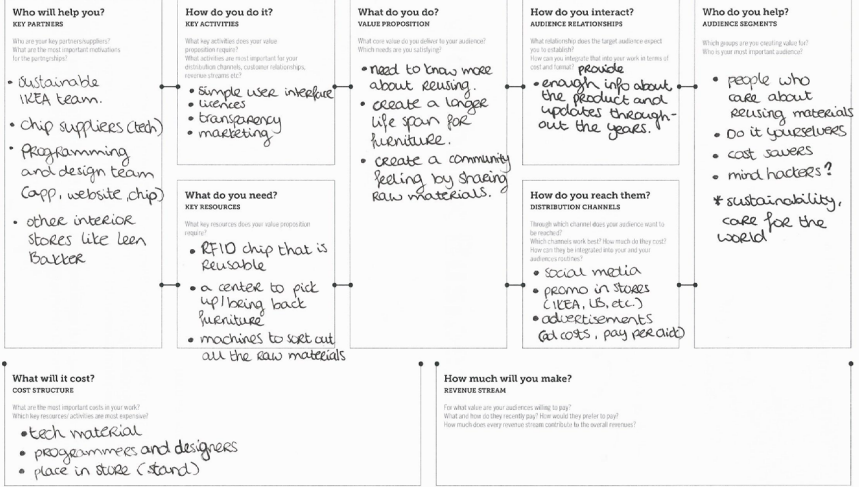 Who will help you?
KEY PARTNERS
Who are your key partners/suppliers?
What are the most important motivations
for the partnerships?
• Sustainable
IKEA team.
• Chip suppliers (tech)
• Programming
and design team
(app, website, chip)
• other interior
stores like Leen
Bakker
How do you do it?
KEY ACTIVITIES
What key activities does your value
proposition require?
What activities are most important for your
distribution channels, customer relationships,
revenue streams etc?
• Simple user interface
• licences
• transparency
• marketing
What do you need?
KEY RESOURCES
What key resources does your value proposition
require?
• RFID chip that is
Reusable
• a center to pick
up/being back
furniture
• machines to sort out
all the raw materials
What do you do?
VALUE PROPOSITION
What core value do you deliver to your audience?
Which needs are you satisfying?
• need to know more
about reusing.
• create a longer
life span for
furniture.
• create a community
feeling by sharing
raw materials.
How do you interact?
AUDIENCE RELATIONSHIPS
What relationship does the target audience expect
you to establish?
How can you integrate that into your work in terms
of cost and format?
provide
• enough info about
the product and
updates through-
out the years.
How do you reach them?
DISTRIBUTION CHANNELS
Through which channel does your audience want to
be reached?
Which channels work best? How much do they cost?
How can they be integrated into your and your
audiences routines?
• social media
• promo in stores
(IKEA, LB, etc.)
• advertisements
(ad costs, pay per aid)
Who do you help?
AUDIENCE SEGMENTS
Which groups are you creating value for?
Who is your most important audience?
• people who
care about
reusing materials
• Do it yourselvers
• cost savers
• mind hackers?
* sustainability,
care for the
world
What will it cost?
COST STRUCTURE
What are the most important costs in your work?
Which key resources/ activities are most expensive?
• tech material
• programmers and designers
• place in store (stand)
How much will you make?
REVENUE STREAM
For what value are your audiences willing to pay?
What and how do they recently pay? How would they prefer to pay?
How much does every revenue stream contribute to the overall revenues?